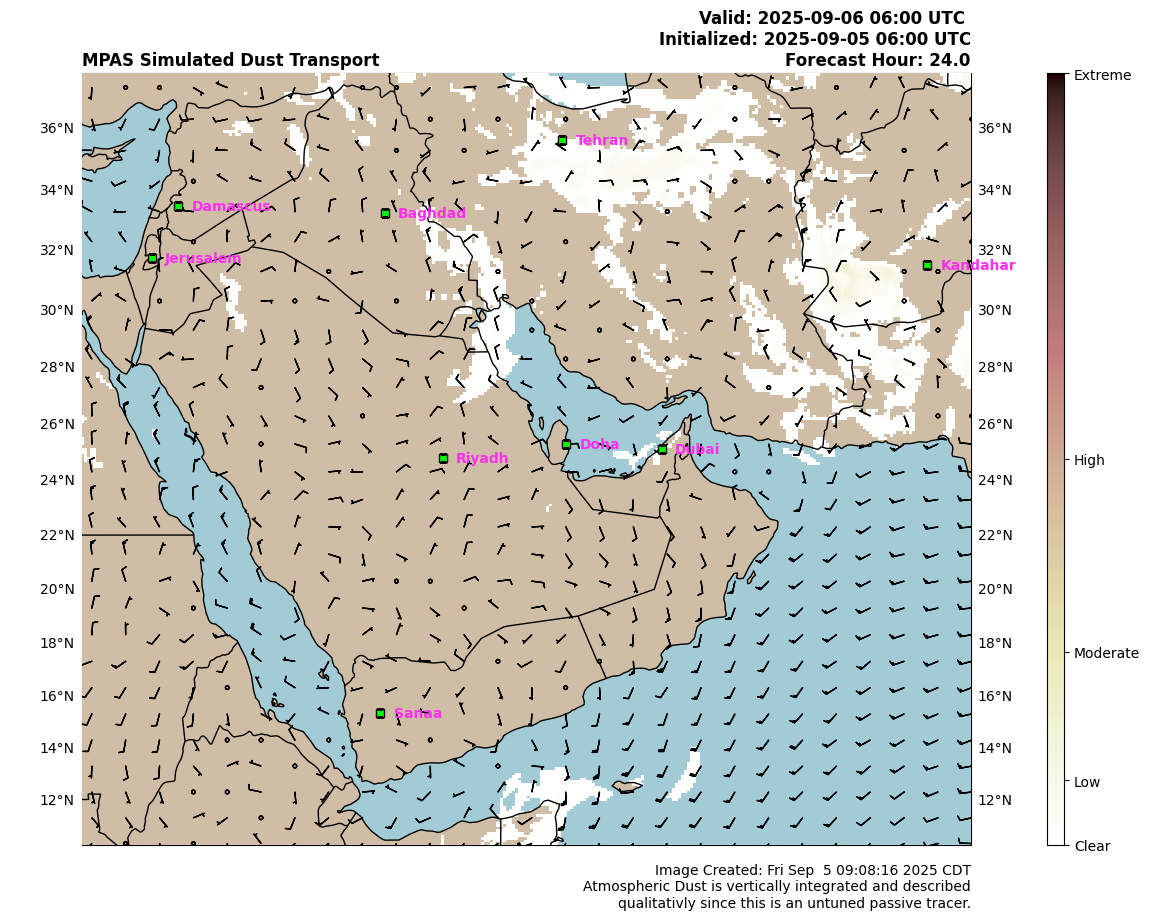 Valid: 2025-09-06 06:00 UTC
Initialized: 2025-09-05 06:00 UTC
MPAS Simulated Dust Transport Forecast Hour: 24.0
Extreme
36°N 36°N
Tehran
34°N 34°N
Damascus
Baghdad
32°N 32°N
Jerusalem
Kandahar
30°N 30°N
28°N 28°N
26°N 26°N
Doha
Dubai
Riyadh
High
24°N 24°N
22°N 22°N
20°N 20°N
18°N 18°N
Moderate
16°N 16°N
Sanaa
14°N 14°N
Low
12°N 12°N
Clear
Image Created: Fri Sep  5 09:08:16 2025 CDT
Atmospheric Dust is vertically integrated and described
qualitativly since this is an untuned passive tracer.